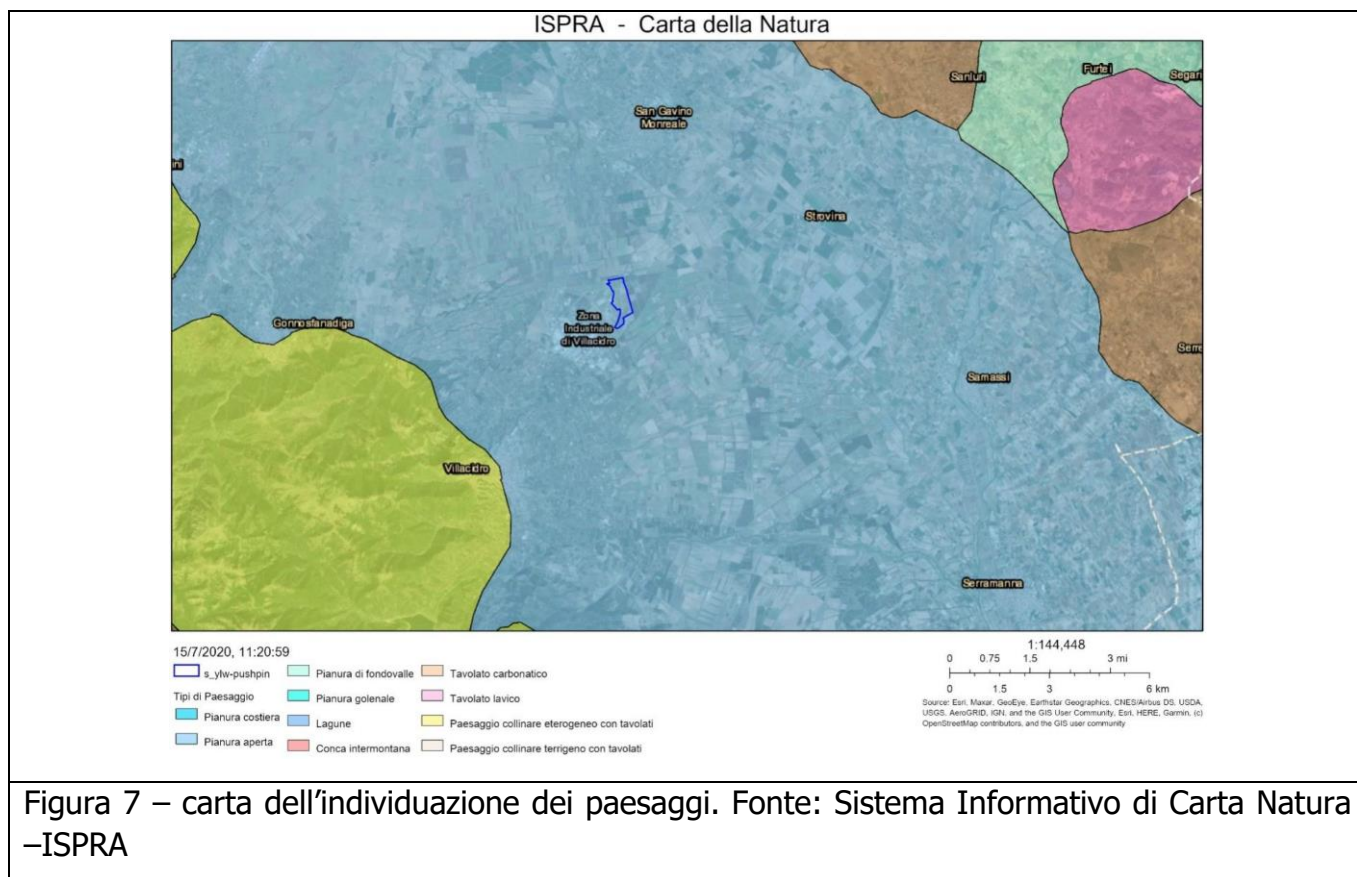 ISPRA - Carta della Natura
Sanluri
Furtei
Segari
San Gavino
Monreale
ini
Strovina
Zona
Industriale
di Villacidro
Gonnosfanadiga
Serre
Samassi
Villacidro
Serramanna
15/7/2020, 11:20:59
s_ylw-pushpin
Tipi di Paesaggio
Pianura costiera
Pianura aperta
Pianura di fondovalle
Pianura golenale
Lagune
Conca intermontana
Tavolato carbonatico
Tavolato lavico
Paesaggio collinare eterogeneo con tavolati
Paesaggio collinare terrigeno con tavolati
1:144,448
0 0.75 1.5 3 mi
0 1.5 3 6 km
Source: Esri, Maxar, GeoEye, Earthstar Geographics, CNES/Airbus DS, USDA,
USGS, AeroGRID, IGN, and the GIS User Community, Esri, HERE, Garmin, (c)
OpenStreetMap contributors, and the GIS user community
Figura 7 – carta dell’individuazione dei paesaggi. Fonte: Sistema Informativo di Carta Natura
–ISPRA